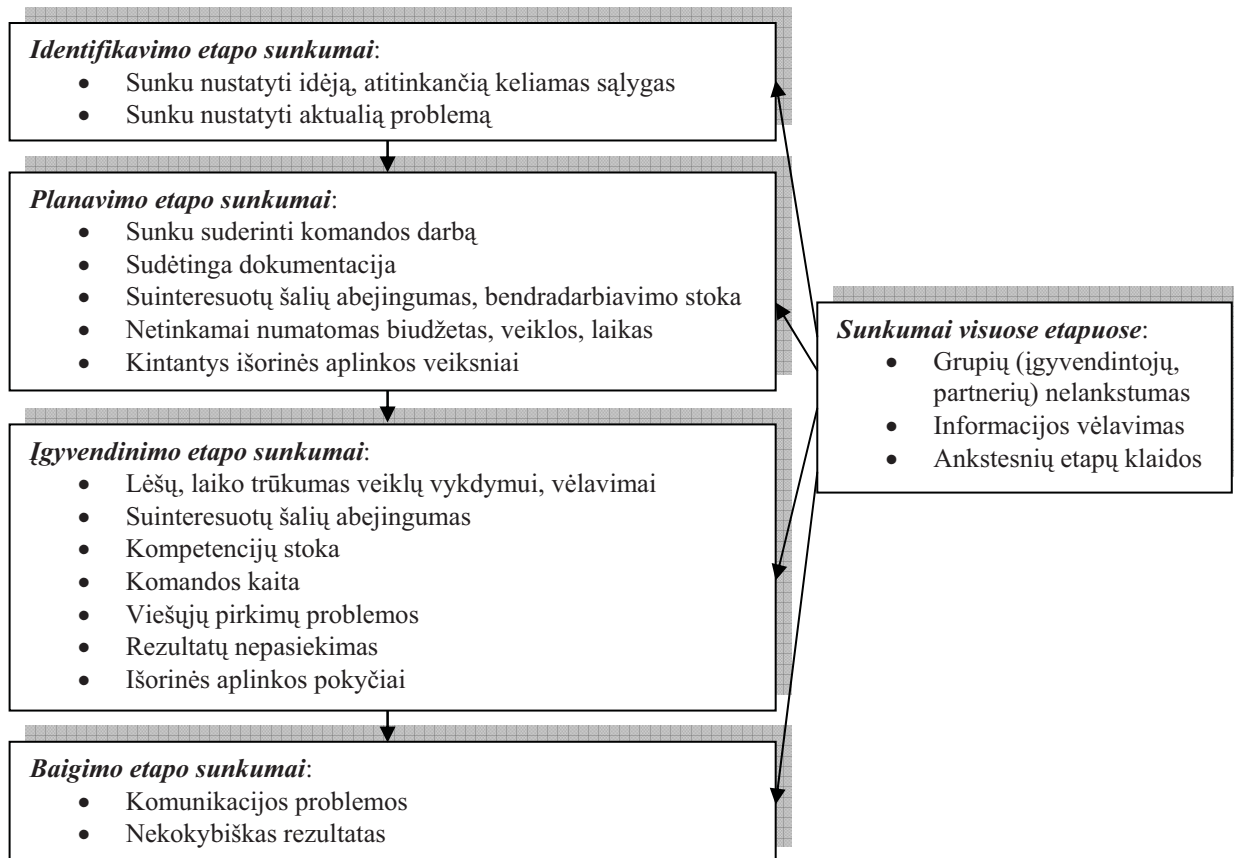 Identifikavimo etapo sunkumai:
• Sunku nustatyti idėją, atitinkančią keliamas sąlygas
• Sunku nustatyti aktualią problemą
Planavimo etapo sunkumai:
• Sunku suderinti komandos darbą
• Sudėtinga dokumentacija
• Suinteresuotų šalių abejingumas, bendradarbiavimo stoka
• Netinkamai numatomas biudžetas, veiklos, laikas
• Kintantys išorinės aplinkos veiksniai
Įgyvendinimo etapo sunkumai:
• Lėšų, laiko trūkumas veiklų vykdymui, vėlavimai
• Suinteresuotų šalių abejingumas
• Kompetencijų stoka
• Komandos kaita
• Viešųjų pirkimų problemos
• Rezultatų nepasiekimas
• Išorinės aplinkos pokyčiai
Baigimo etapo sunkumai:
• Komunikacijos problemos
• Nekokybiškas rezultatas
Sunkumai visuose etapuose:
• Grupių (įgyvendintojų,
partnerių) nelankstumas
• Informacijos vėlavimas
• Ankstesnių etapų klaidos